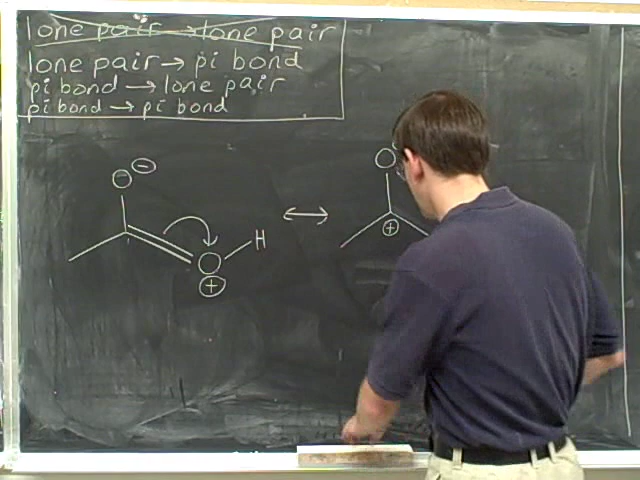 lone pair → lone pair
lone pair → pi bond
pi bond → lone pair
pi bond → pi bond
O ⊖
O
H
O
⊕
↔
⊕